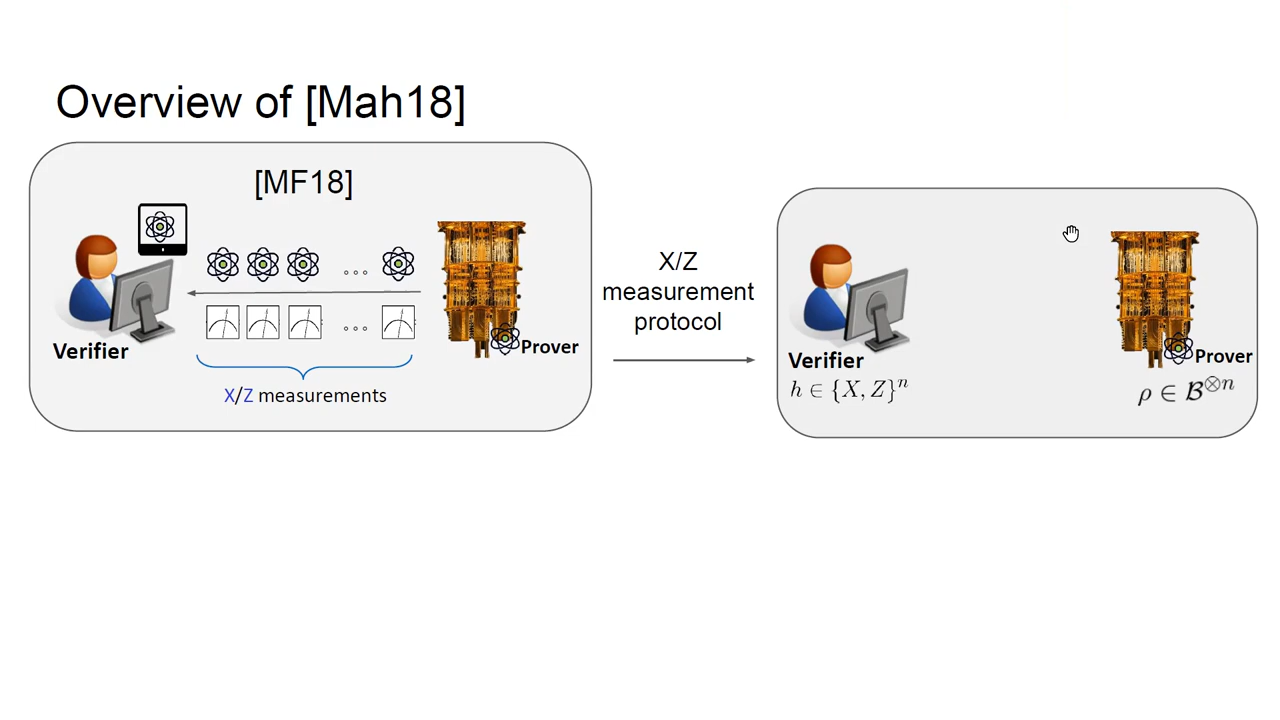 Overview of [Mah18]
[MF18]
Verifier
Prover
X/Z measurements
X/Z
measurement
protocol
Verifier
h ∈ {X, Z}ⁿ
Prover
ρ ∈ 𝓑^{⊗n}